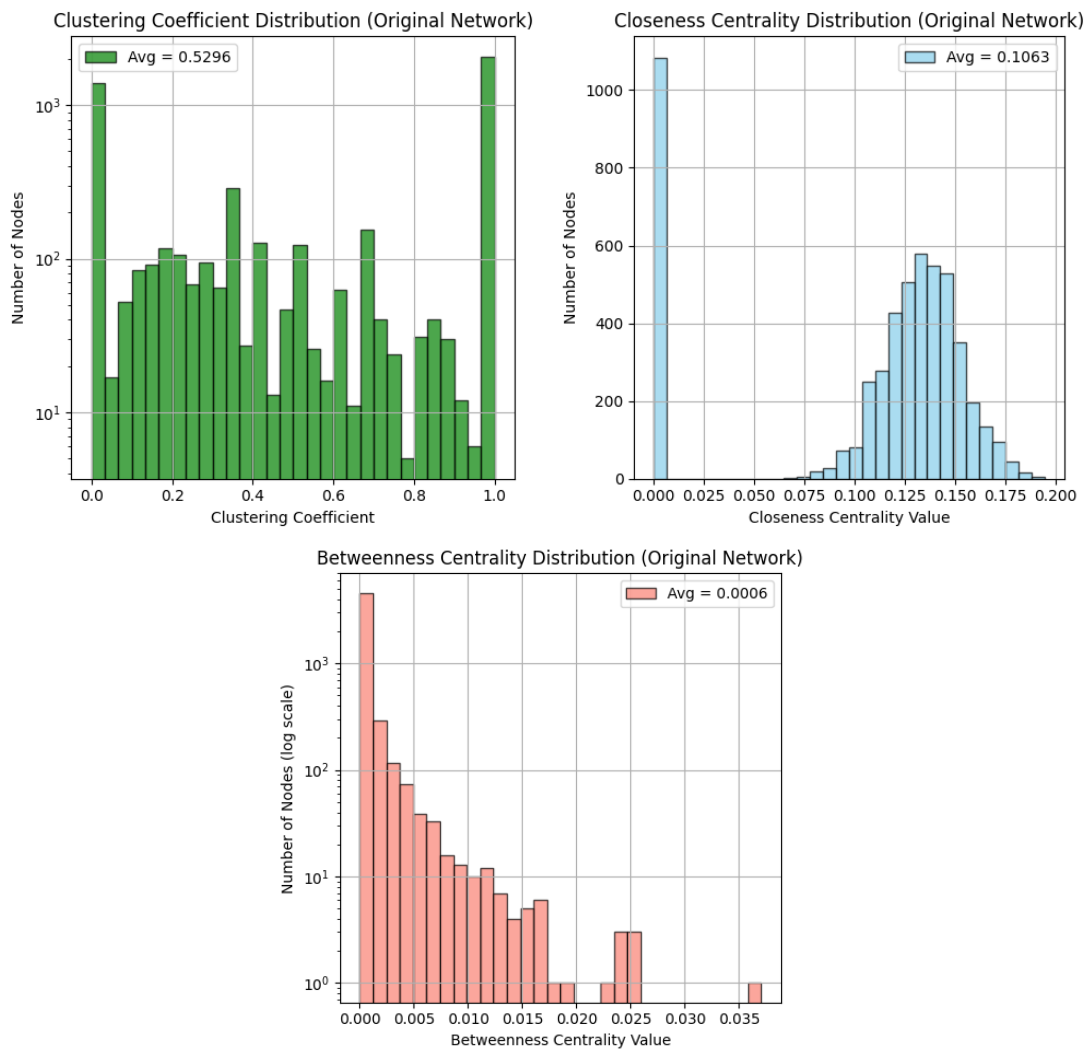 Clustering Coefficient Distribution (Original Network)
Avg = 0.5296
Number of Nodes
10³
10²
10¹
0.0 0.2 0.4 0.6 0.8 1.0
Clustering Coefficient
Closeness Centrality Distribution (Original Network)
Avg = 0.1063
Number of Nodes
1000
800
600
400
200
0
0.000 0.025 0.050 0.075 0.100 0.125 0.150 0.175 0.200
Closeness Centrality Value
Betweenness Centrality Distribution (Original Network)
Avg = 0.0006
Number of Nodes (log scale)
10³
10²
10¹
10⁰
0.000 0.005 0.010 0.015 0.020 0.025 0.030 0.035
Betweenness Centrality Value